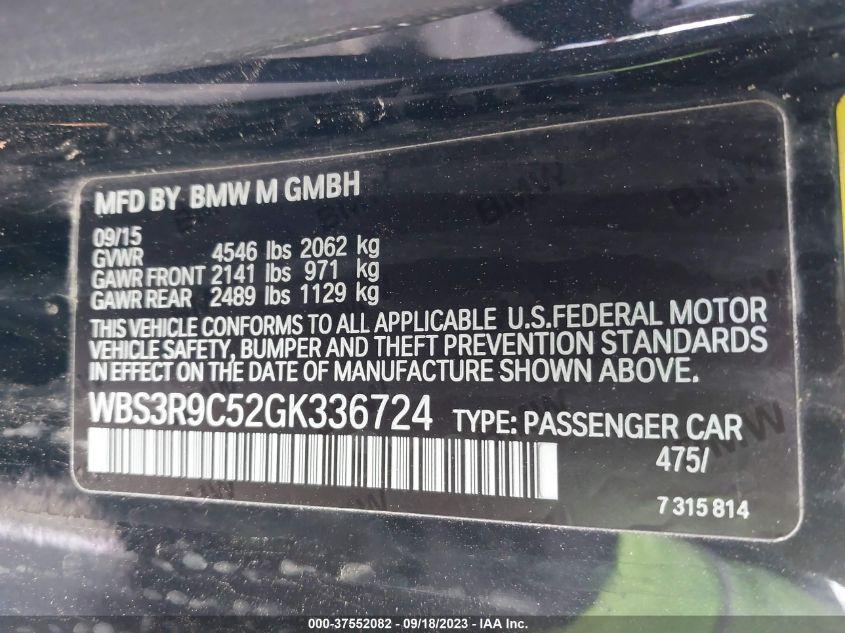 MFD BY BMW M GMBH
09/15
GVWR 4546 lbs 2062 kg
GAWR FRONT 2141 lbs 971 kg
GAWR REAR 2489 lbs 1129 kg
THIS VEHICLE CONFORMS TO ALL APPLICABLE U.S.FEDERAL MOTOR
VEHICLE SAFETY, BUMPER AND THEFT PREVENTION STANDARDS
IN EFFECT ON THE DATE OF MANUFACTURE SHOWN ABOVE.
WBS3R9C52GK336724 TYPE: PASSENGER CAR
475/
7 315 814
000-37552082 - 09/18/2023 - IAA Inc.